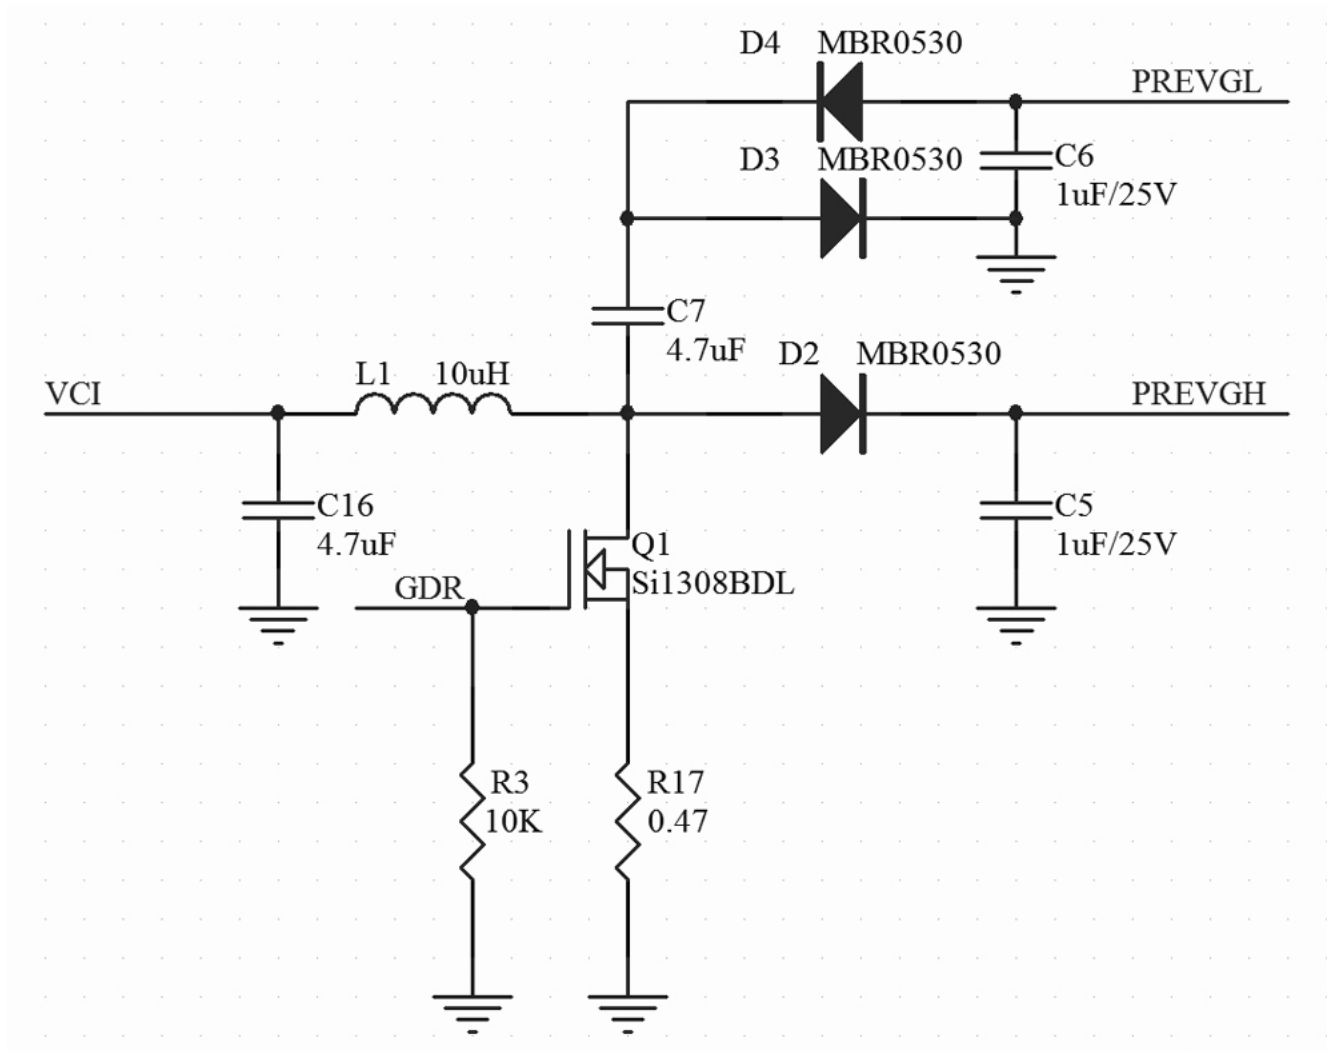 D4 MBR0530
PREVGL
D3 MBR0530
C6
1uF/25V
C7
4.7uF
D2 MBR0530
L1 10uH
VCI
PREVGH
C16
4.7uF
C5
1uF/25V
Q1
Si1308BDL
GDR
R3
10K
R17
0.47